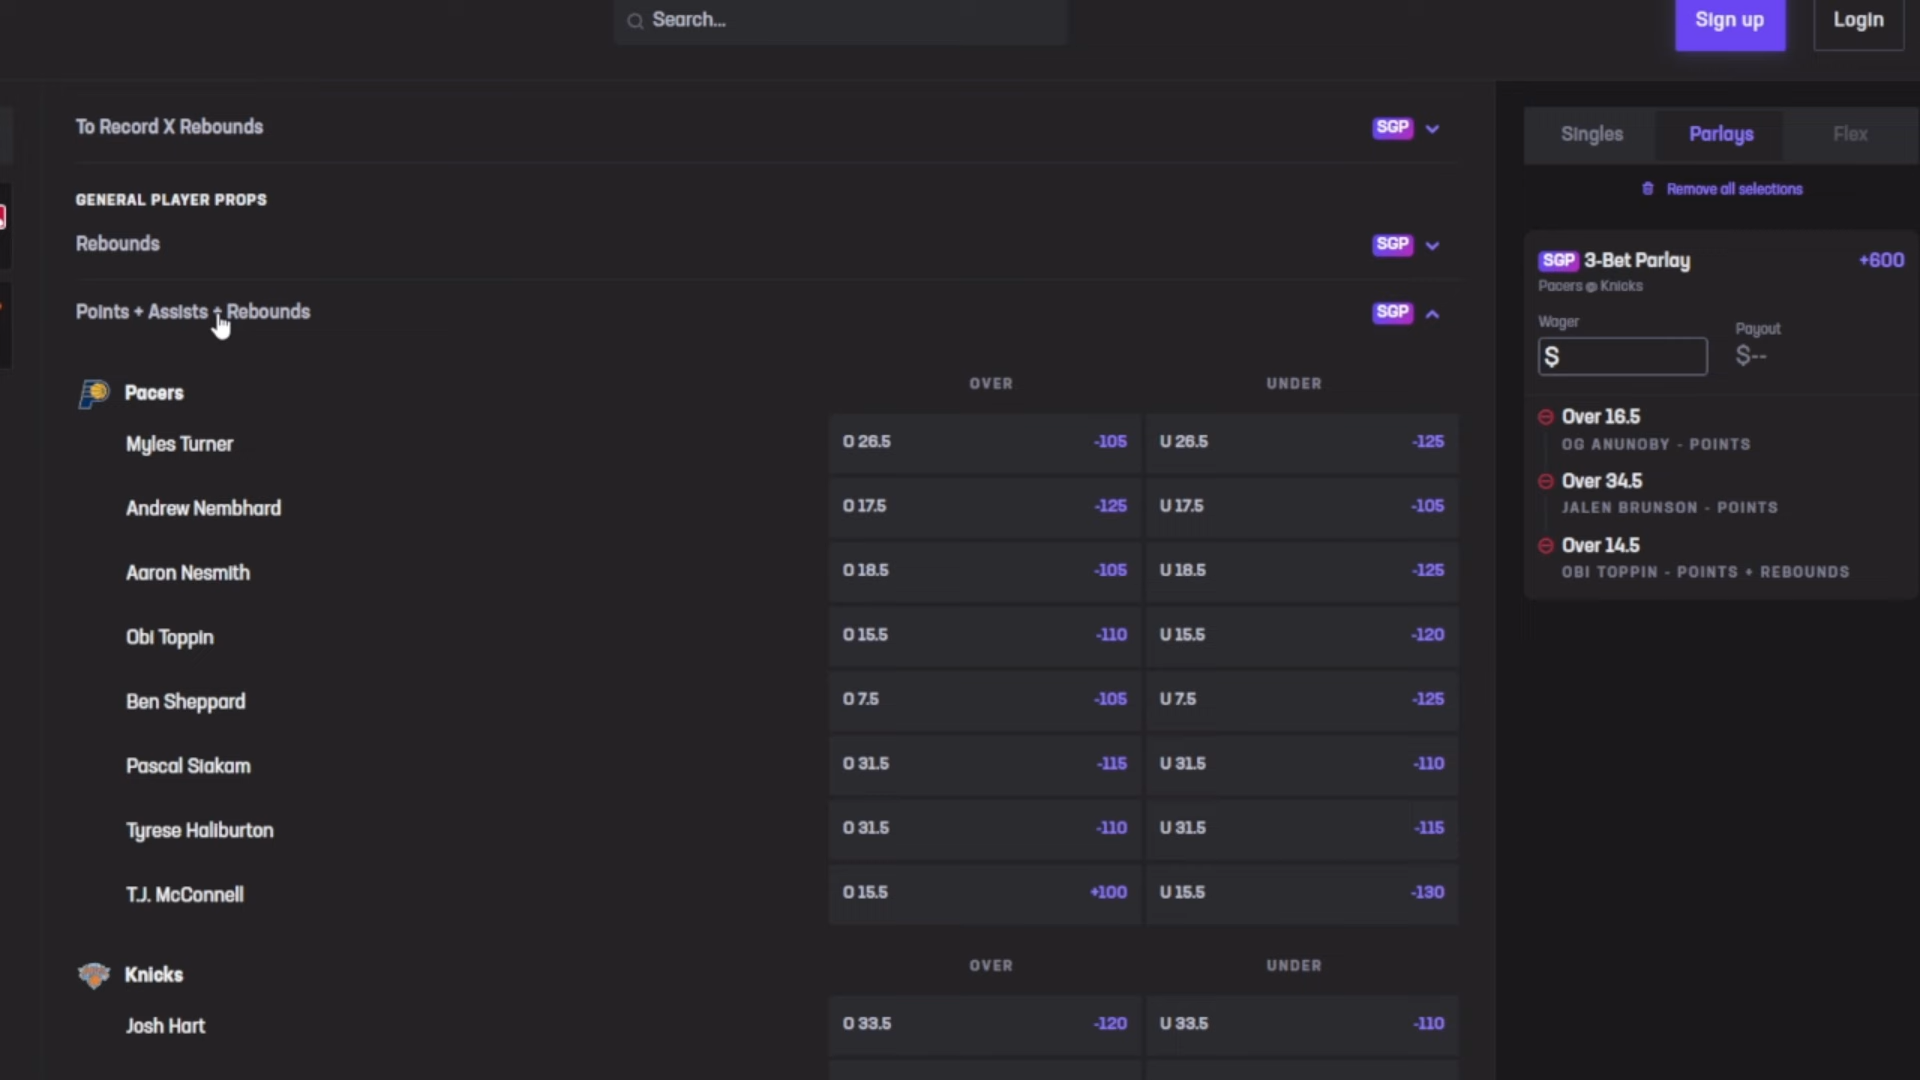 Search...
Sign up
Login
To Record X Rebounds
SGP
GENERAL PLAYER PROPS
Rebounds
SGP
Points + Assists + Rebounds
SGP
Pacers
OVER
UNDER
Myles Turner
O 26.5 -105
U 26.5 -125
Andrew Nembhard
O 17.5 -125
U 17.5 -105
Aaron Nesmith
O 18.5 -105
U 18.5 -125
Obi Toppin
O 15.5 -110
U 15.5 -120
Ben Sheppard
O 7.5 -105
U 7.5 -125
Pascal Siakam
O 31.5 -115
U 31.5 -110
Tyrese Haliburton
O 31.5 -110
U 31.5 -115
T.J. McConnell
O 15.5 +100
U 15.5 -130
Knicks
OVER
UNDER
Josh Hart
O 33.5 -120
U 33.5 -110
Singles
Parlays
Flex
Remove all selections
SGP 3-Bet Parlay +600
Pacers @ Knicks
Wager
Payout
$
$--
Over 16.5
OG ANUNOBY - POINTS
Over 34.5
JALEN BRUNSON - POINTS
Over 14.5
OBI TOPPIN - POINTS + REBOUNDS